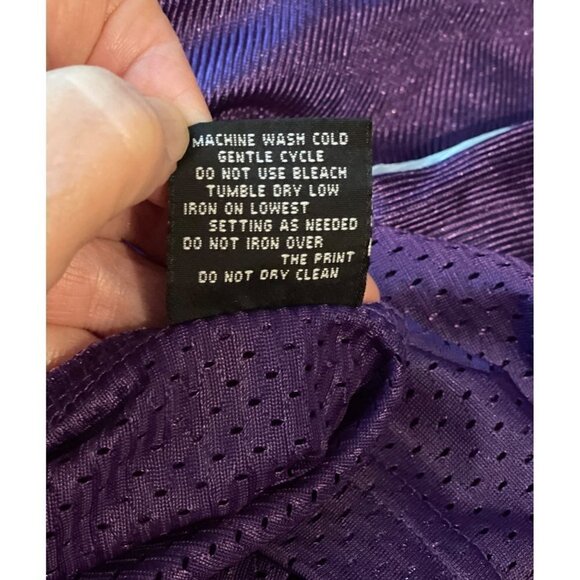 MACHINE WASH COLD
GENTLE CYCLE
DO NOT USE BLEACH
TUMBLE DRY LOW
IRON ON LOWEST
SETTING AS NEEDED
DO NOT IRON OVER
THE PRINT
DO NOT DRY CLEAN